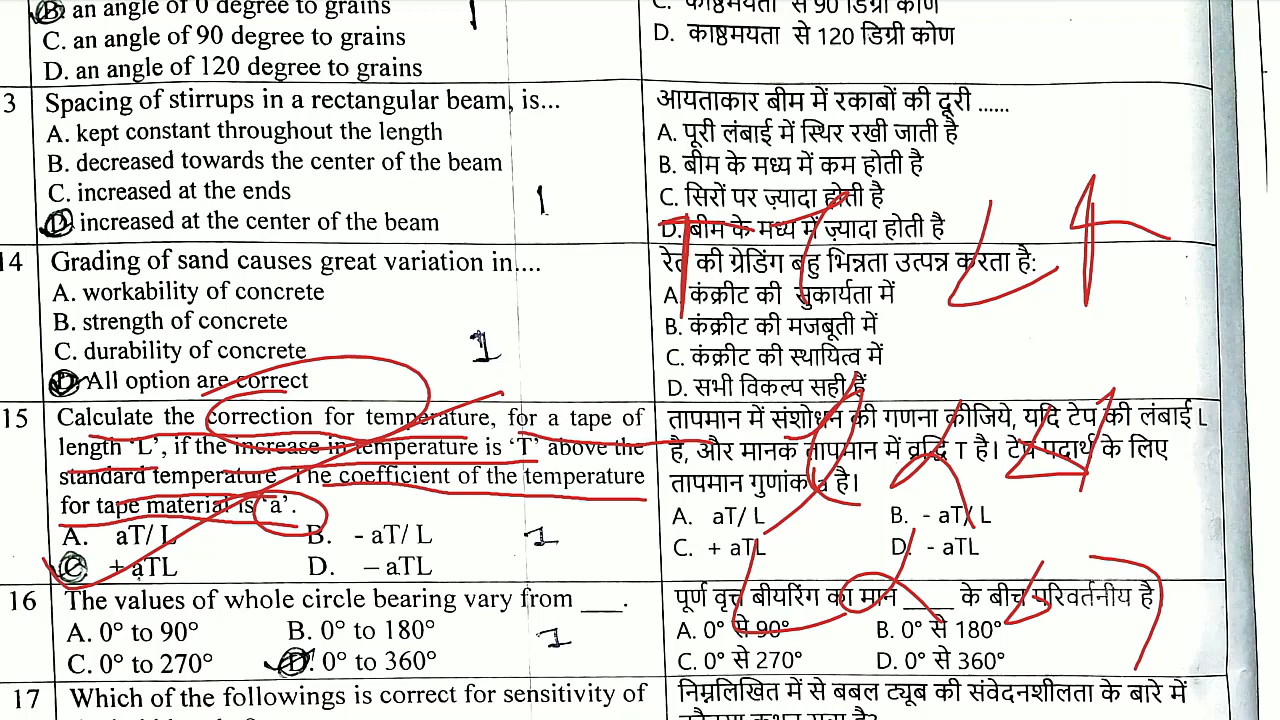 B. an angle of 0 degree to grains
C. an angle of 90 degree to grains
D. an angle of 120 degree to grains
C. काष्ठमयता से 90 डिग्री कोण
D. काष्ठमयता से 120 डिग्री कोण
3 Spacing of stirrups in a rectangular beam, is...
A. kept constant throughout the length
B. decreased towards the center of the beam
C. increased at the ends
D. increased at the center of the beam
1
आयताकार बीम में रकाबों की दूरी ......
A. पूरी लंबाई में स्थिर रखी जाती है
B. बीम के मध्य में कम होती है
C. सिरों पर ज़्यादा होती है
D. बीम के मध्य में ज़्यादा होती है
14 Grading of sand causes great variation in....
A. workability of concrete
B. strength of concrete
C. durability of concrete
D. All option are correct
1
रेत की ग्रेडिंग बहु भिन्नता उत्पन्न करता है:
A. कंक्रीट की सुकार्यता में
B. कंक्रीट की मजबूती में
C. कंक्रीट की स्थायित्व में
D. सभी विकल्प सही हैं
15 Calculate the correction for temperature, for a tape of
length ‘L’, if the increase in temperature is ‘T’ above the
standard temperature. The coefficient of the temperature
for tape material is ‘a’.
A. aT/ L B. - aT/ L
C. + aTL D. – aTL
1
तापमान में संशोधन की गणना कीजिये, यदि टेप की लंबाई L
है, और मानक तापमान में वृद्धि T है। टेप पदार्थ के लिए
तापमान गुणांक a है।
A. aT/ L B. - aT/ L
C. + aTL D. - aTL
16 The values of whole circle bearing vary from ___.
A. 0° to 90° B. 0° to 180°
C. 0° to 270° D. 0° to 360°
1
पूर्ण वृत्त बीयरिंग का मान ____ के बीच परिवर्तनीय है
A. 0° से 90° B. 0° से 180°
C. 0° से 270° D. 0° से 360°
17 Which of the followings is correct for sensitivity of
निम्नलिखित में से बबल ट्यूब की संवेदनशीलता के बारे में